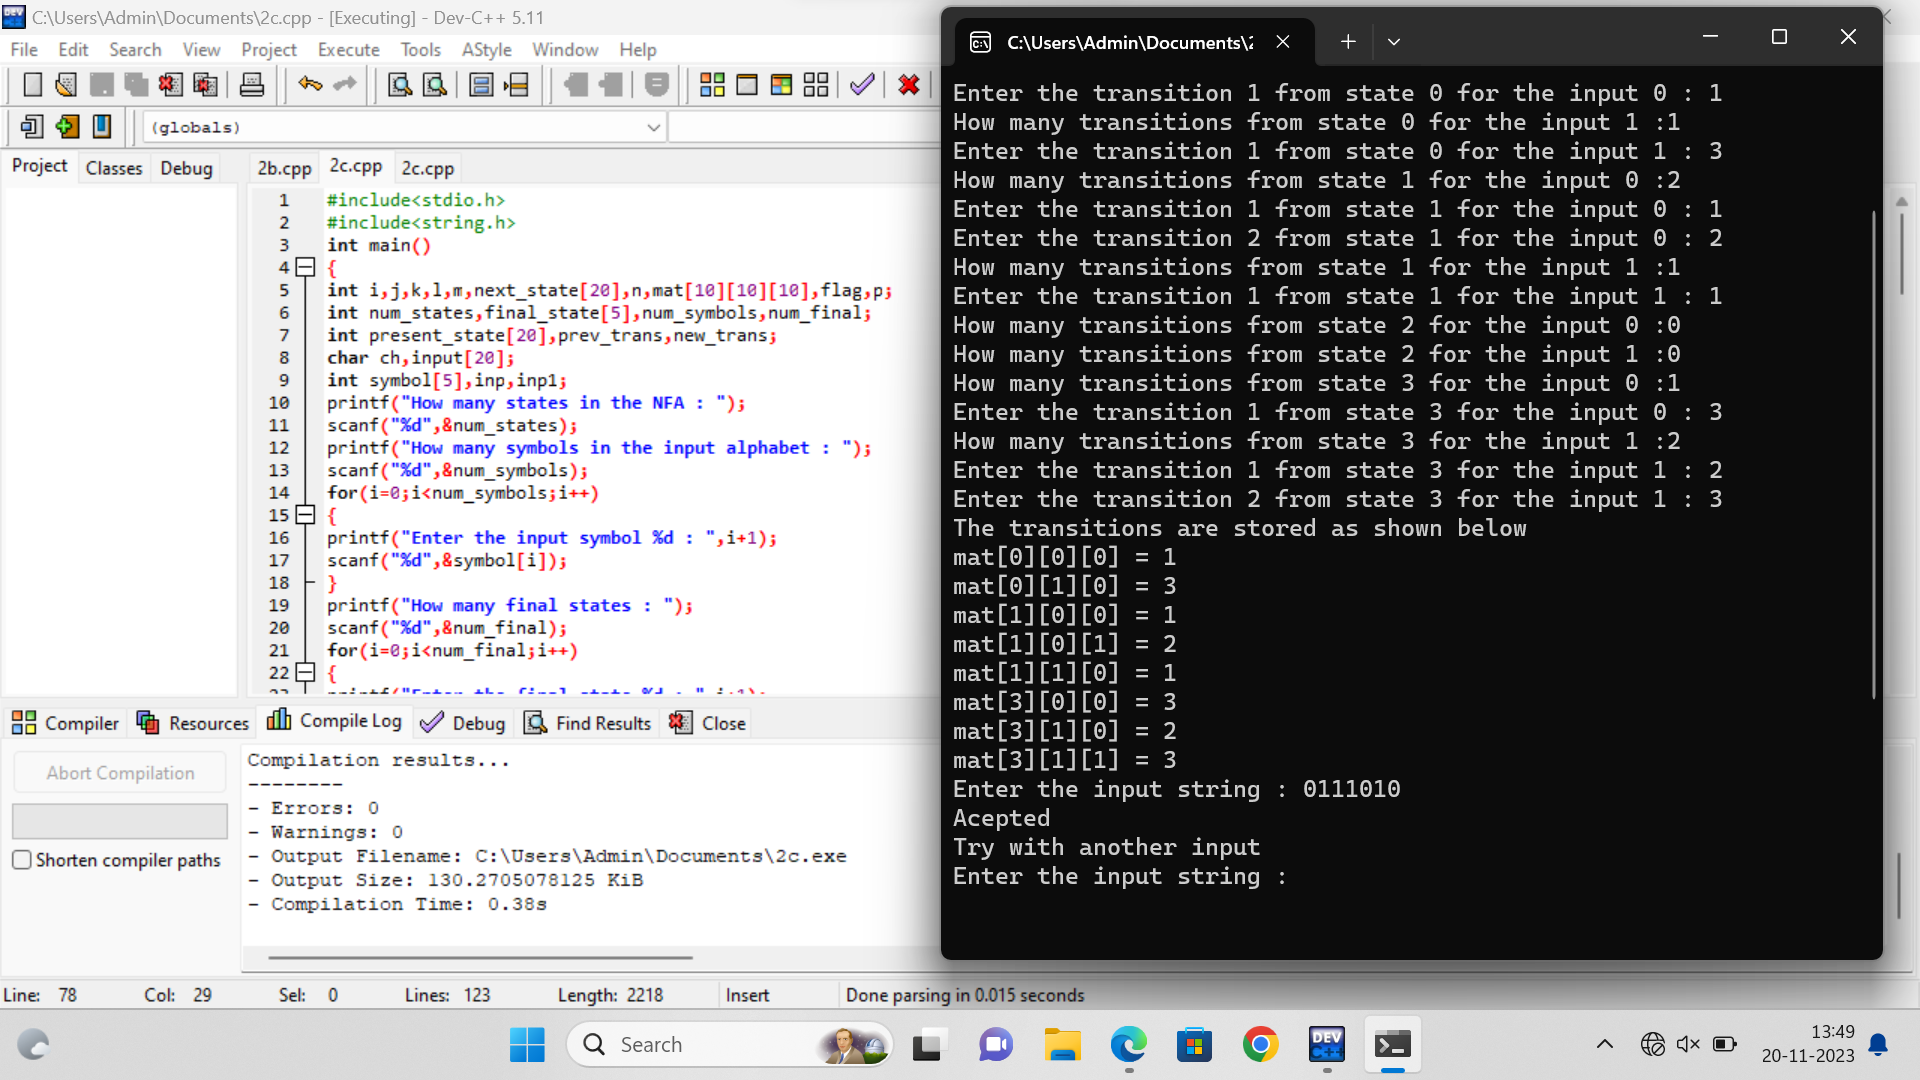 C:\Users\Admin\Documents\2c.cpp - [Executing] - Dev-C++ 5.11
File Edit Search View Project Execute Tools AStyle Window Help
(globals)
Project Classes Debug
2b.cpp 2c.cpp 2c.cpp
1 #include<stdio.h>
2 #include<string.h>
3 int main()
4 {
5 int i,j,k,l,m,next_state[20],n,mat[10][10][10],flag,p;
6 int num_states,final_state[5],num_symbols,num_final;
7 int present_state[20],prev_trans,new_trans;
8 char ch,input[20];
9 int symbol[5],inp,inp1;
10 printf("How many states in the NFA : ");
11 scanf("%d",&num_states);
12 printf("How many symbols in the input alphabet : ");
13 scanf("%d",&num_symbols);
14 for(i=0;i<num_symbols;i++)
15 {
16 printf("Enter the input symbol %d : ",i+1);
17 scanf("%d",&symbol[i]);
18 }
19 printf("How many final states : ");
20 scanf("%d",&num_final);
21 for(i=0;i<num_final;i++)
22 {
23 printf("Enter the final state %d : ",i+1);
Compiler Resources Compile Log Debug Find Results Close
Abort Compilation
Shorten compiler paths
Compilation results...
--------
- Errors: 0
- Warnings: 0
- Output Filename: C:\Users\Admin\Documents\2c.exe
- Output Size: 130.2705078125 KiB
- Compilation Time: 0.38s
Line: 78 Col: 29 Sel: 0 Lines: 123 Length: 2218 Insert Done parsing in 0.015 seconds
C:\Users\Admin\Documents\2
Enter the transition 1 from state 0 for the input 0 : 1
How many transitions from state 0 for the input 1 :1
Enter the transition 1 from state 0 for the input 1 : 3
How many transitions from state 1 for the input 0 :2
Enter the transition 1 from state 1 for the input 0 : 1
Enter the transition 2 from state 1 for the input 0 : 2
How many transitions from state 1 for the input 1 :1
Enter the transition 1 from state 1 for the input 1 : 1
How many transitions from state 2 for the input 0 :0
How many transitions from state 2 for the input 1 :0
How many transitions from state 3 for the input 0 :1
Enter the transition 1 from state 3 for the input 0 : 3
How many transitions from state 3 for the input 1 :2
Enter the transition 1 from state 3 for the input 1 : 2
Enter the transition 2 from state 3 for the input 1 : 3
The transitions are stored as shown below
mat[0][0][0] = 1
mat[0][1][0] = 3
mat[1][0][0] = 1
mat[1][0][1] = 2
mat[1][1][0] = 1
mat[3][0][0] = 3
mat[3][1][0] = 2
mat[3][1][1] = 3
Enter the input string : 0111010
Acepted
Try with another input
Enter the input string :
Search
DEV C++
13:49
20-11-2023